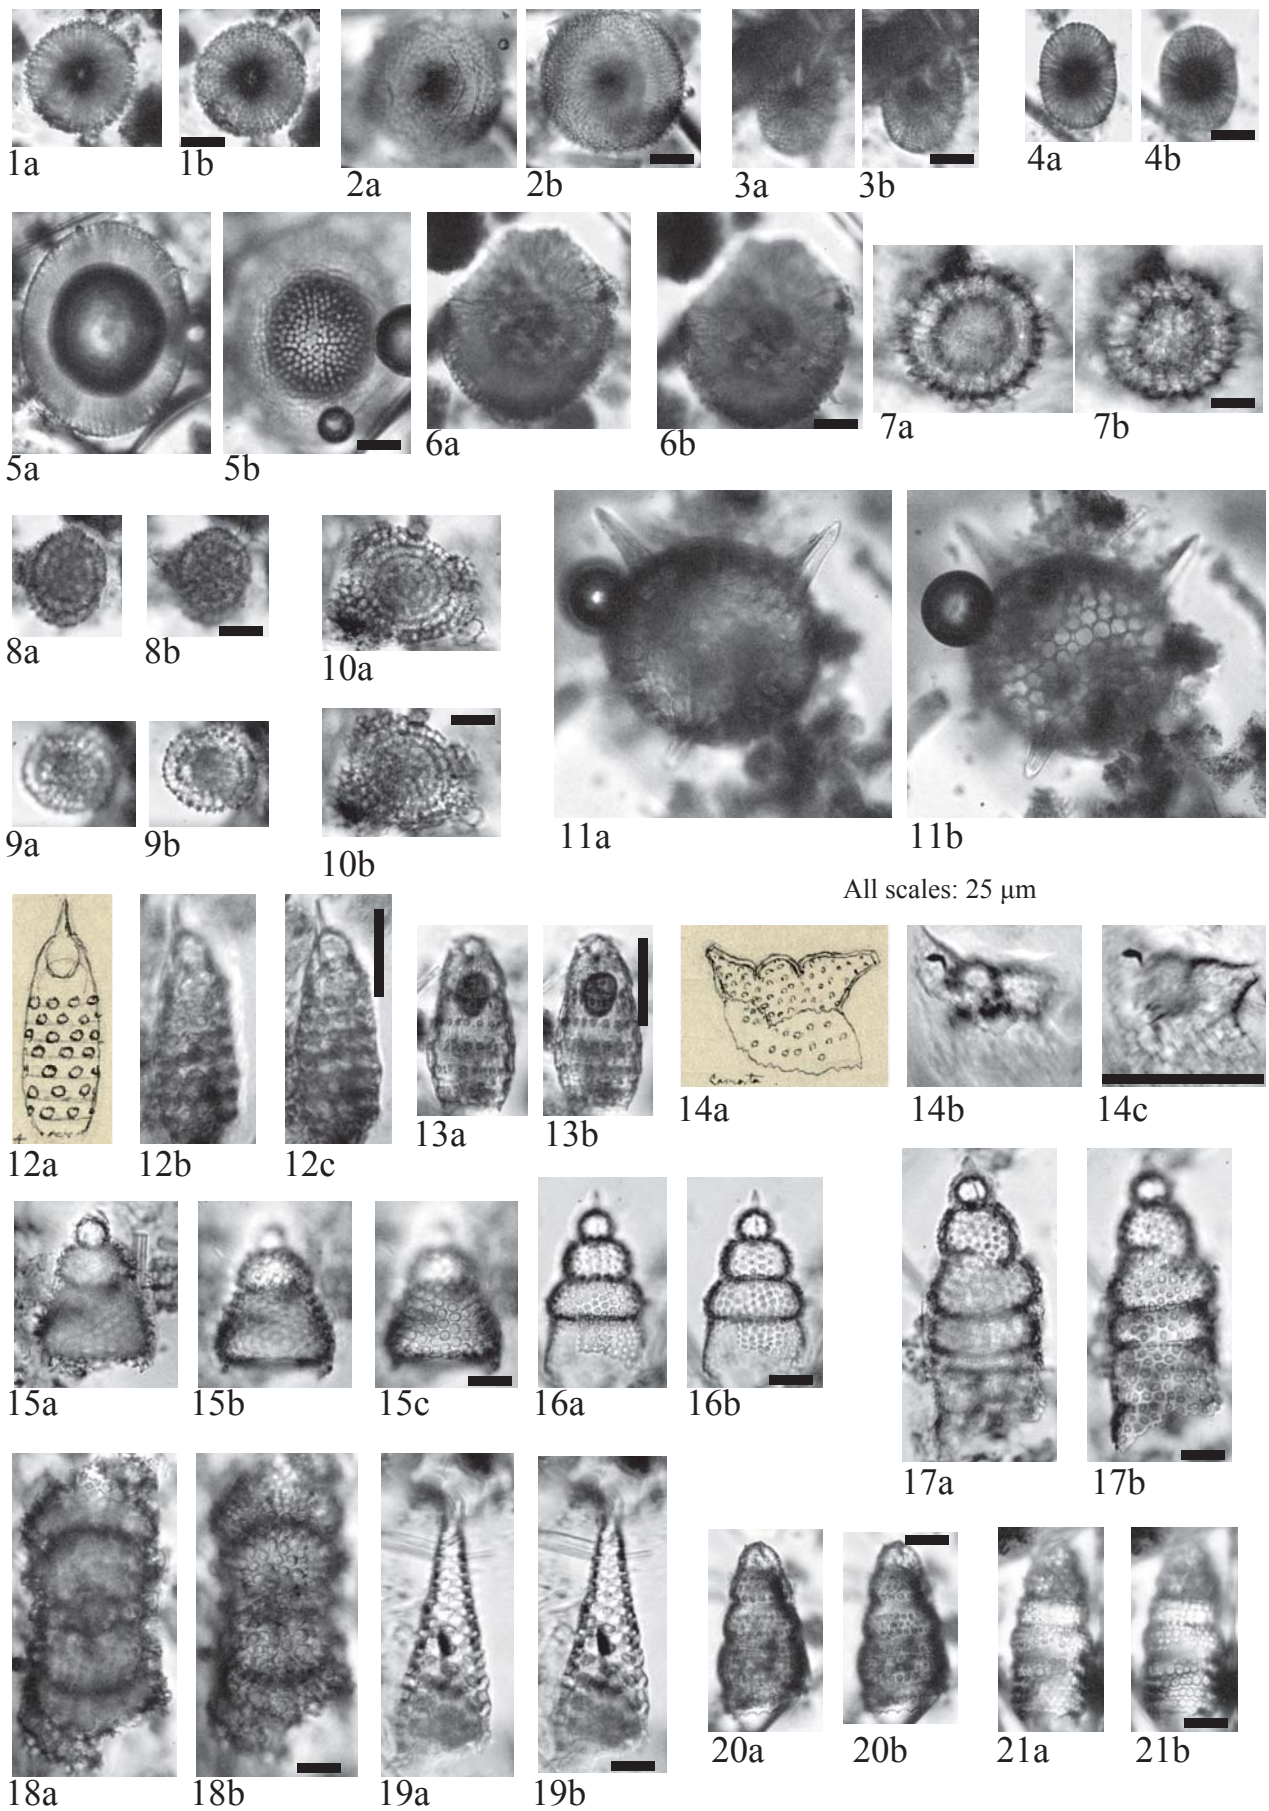 1a 1b 2a 2b 3a 3b 4a 4b
5a 5b 6a 6b 7a 7b
8a 8b 10a
9a 9b 10b 11a 11b
All scales: 25 μm
12a 12b 12c 13a 13b 14a 14b 14c
15a 15b 15c 16a 16b 17a 17b
18a 18b 19a 19b 20a 20b 21a 21b